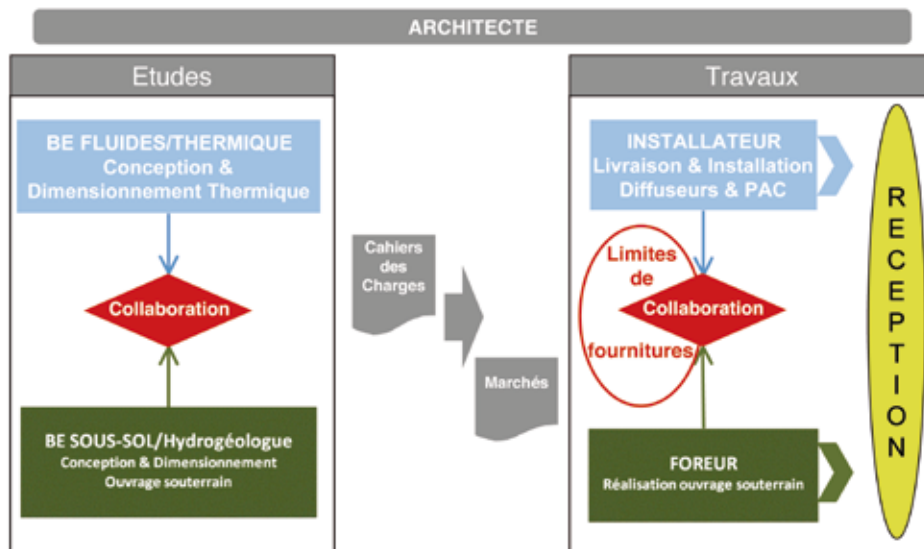 ARCHITECTE
Etudes
BE FLUIDES/THERMIQUE
Conception &
Dimensionnement Thermique
Collaboration
BE SOUS-SOL/Hydrogéologue
Conception & Dimensionnement
Ouvrage souterrain
Cahiers
des
Charges
Marchés
Travaux
INSTALLATEUR
Livraison & Installation
Diffuseurs & PAC
Limites de
Collaboration
fournitures
FOREUR
Réalisation ouvrage souterrain
RECEPTION